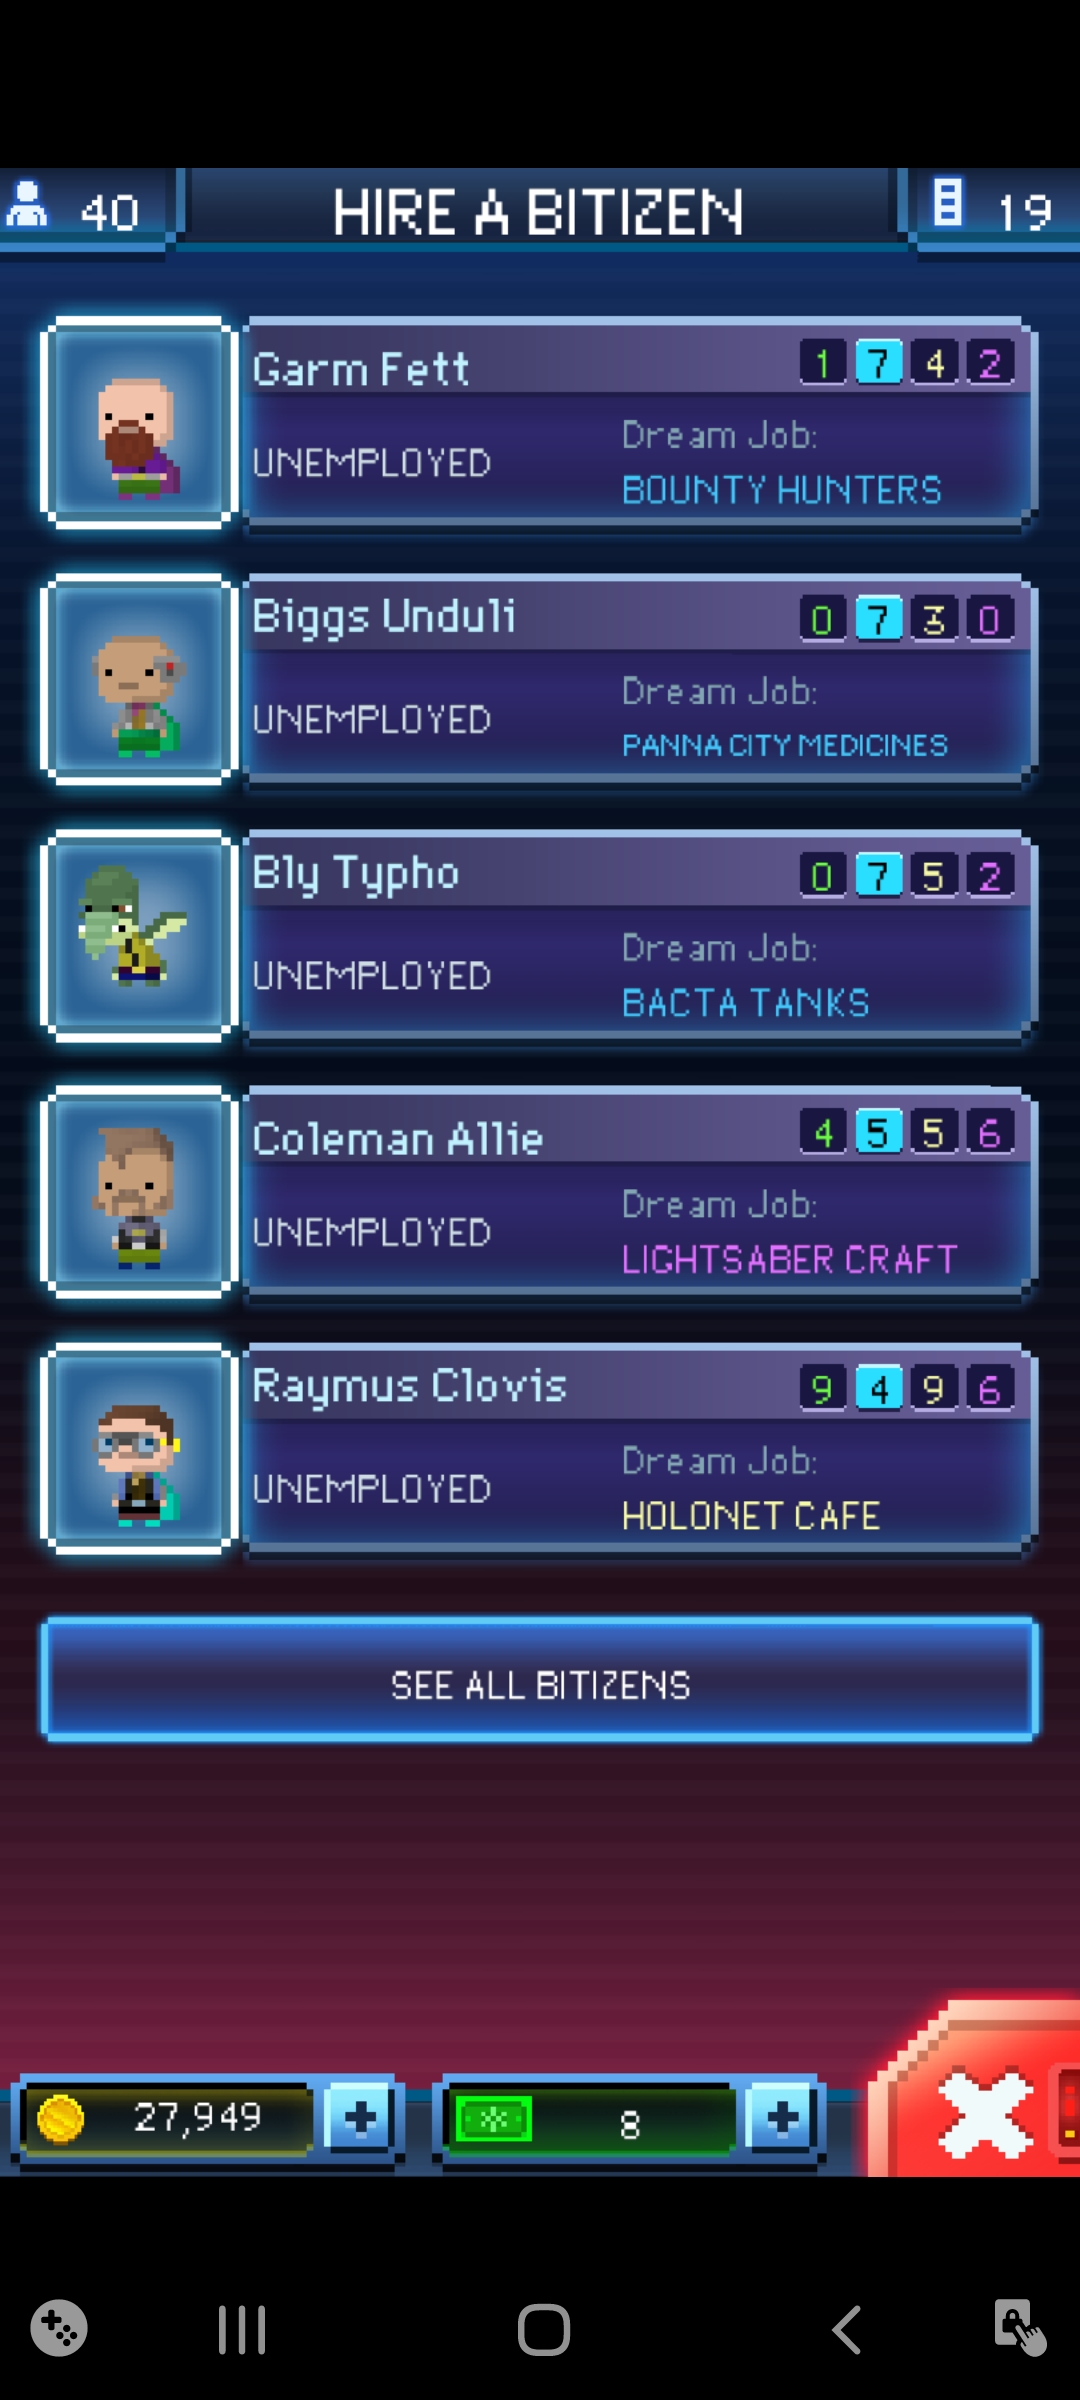 40
HIRE A BITIZEN
19
Garm Fett
1 7 4 2
UNEMPLOYED
Dream Job:
BOUNTY HUNTERS
Biggs Unduli
0 7 3 0
UNEMPLOYED
Dream Job:
PANNA CITY MEDICINES
Bly Typho
0 7 5 2
UNEMPLOYED
Dream Job:
BACTA TANKS
Coleman Allie
4 5 5 6
UNEMPLOYED
Dream Job:
LIGHTSABER CRAFT
Raymus Clovis
9 4 9 6
UNEMPLOYED
Dream Job:
HOLONET CAFE
SEE ALL BITIZENS
27,949
8